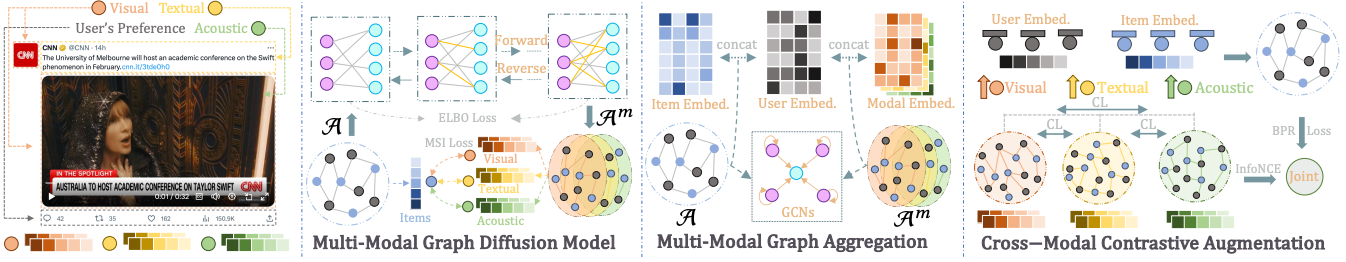 Visual
Textual
User's Preference
Acoustic
CNN
CNN @CNN · 14h
The University of Melbourne will host an academic conference on the Swift
phenomenon in February. cnn.it/3tde0h0
IN THE SPOTLIGHT
AUSTRALIA TO HOST ACADEMIC CONFERENCE ON TAYLOR SWIFT
CNN
0:01 / 0:32
42
35
162
150.9K
Forward
Reverse
ELBO Loss
A
A^m
MSI Loss
Visual
Textual
Acoustic
Items
Multi-Modal Graph Diffusion Model
concat
concat
Item Embed.
User Embed.
Modal Embed.
GCNs
A
A^m
Multi-Modal Graph Aggregation
User Embed.
Item Embed.
Visual
Textual
Acoustic
CL
CL
CL
BPR
Loss
InfoNCE
Joint
Cross—Modal Contrastive Augmentation